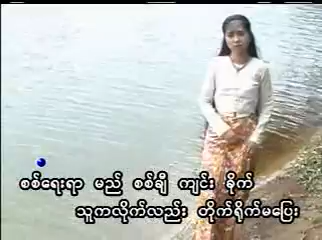 စစ်ရေးရာ မည် စစ်ချီ ကျင်း ခိုက်
သူကလိုက်လည်း တိုက်ရိုက်မပြေး